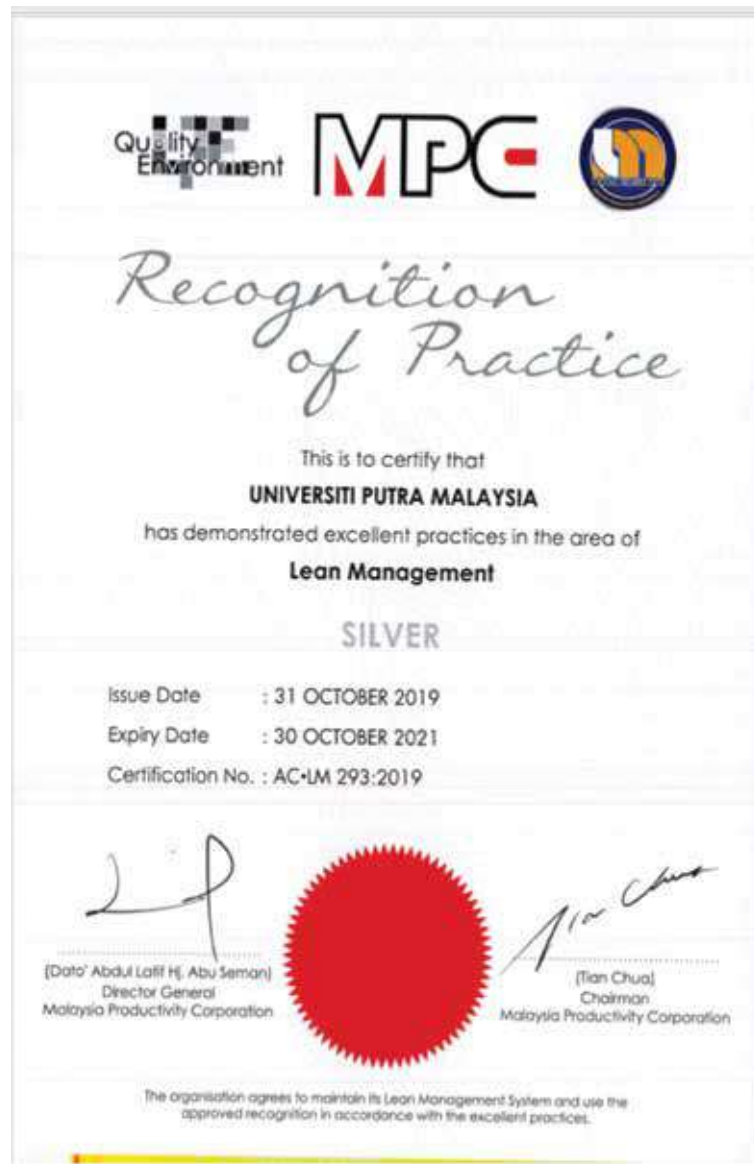 Quality
Environment
MPC
Recognition
of Practice
This is to certify that
UNIVERSITI PUTRA MALAYSIA
has demonstrated excellent practices in the area of
Lean Management
SILVER
Issue Date : 31 OCTOBER 2019
Expiry Date : 30 OCTOBER 2021
Certification No. : AC•LM 293:2019
Tian Chua
(Dato' Abdul Latif Hj. Abu Seman)
Director General
Malaysia Productivity Corporation
(Tian Chua)
Chairman
Malaysia Productivity Corporation
The organisation agrees to maintain its Lean Management System and use the
approved recognition in accordance with the excellent practices.